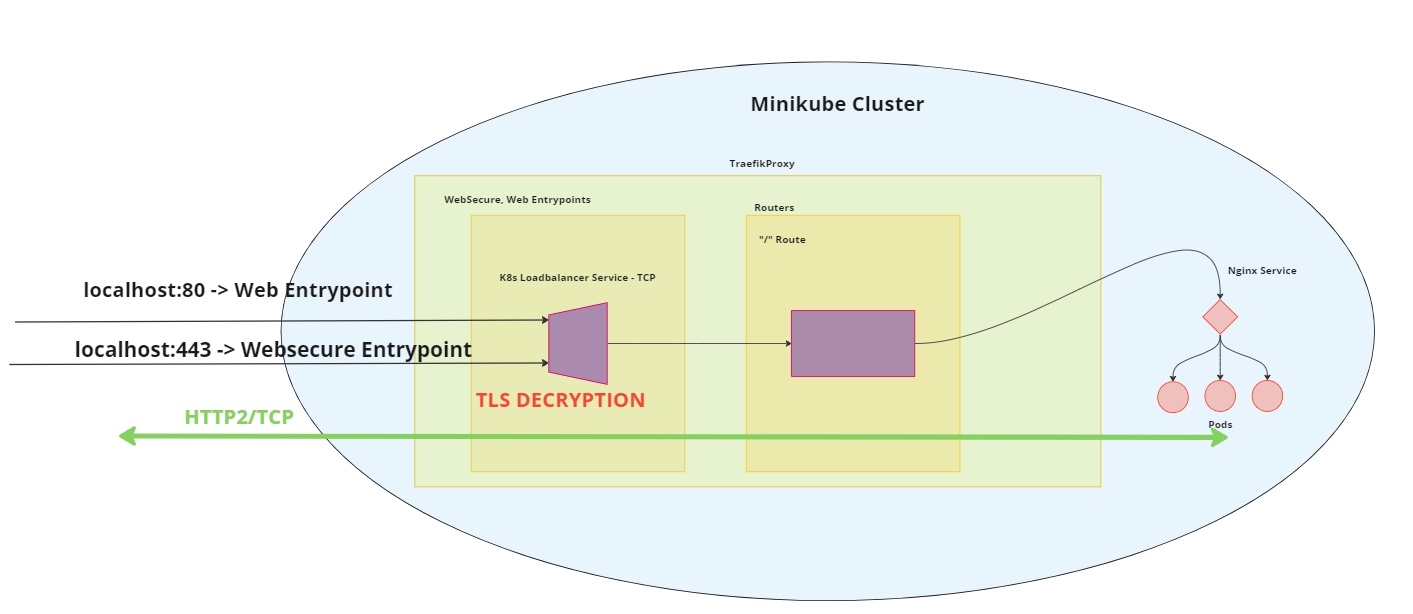 Minikube Cluster
TraefikProxy
WebSecure, Web Entrypoints
Routers
"/" Route
K8s Loadbalancer Service - TCP
Nginx Service
localhost:80 -> Web Entrypoint
localhost:443 -> Websecure Entrypoint
TLS DECRYPTION
HTTP2/TCP
Pods